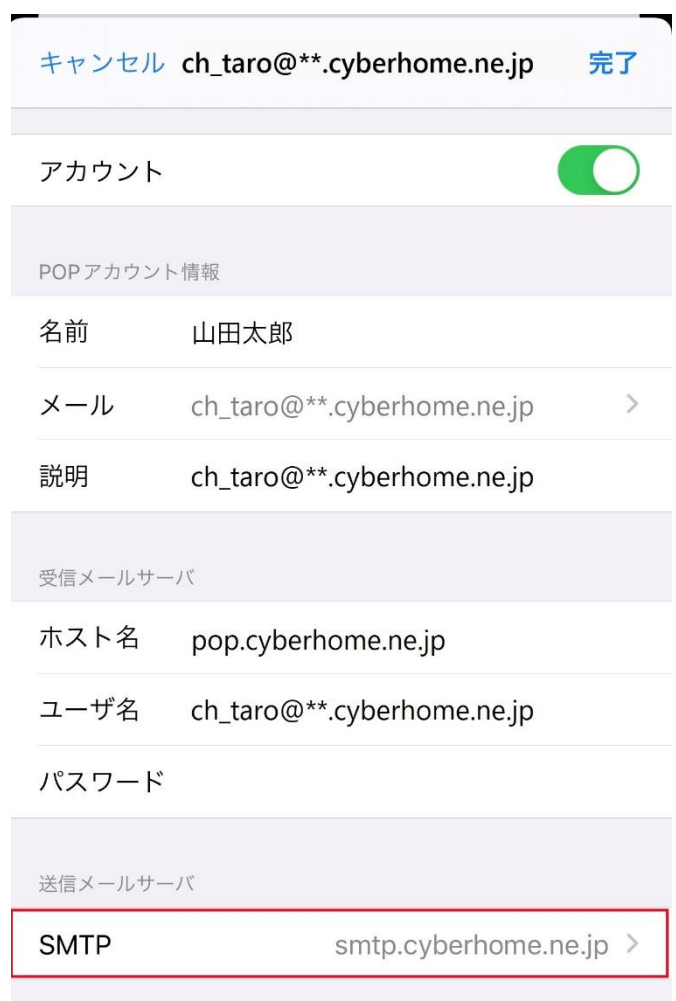 キャンセル ch_taro@**.cyberhome.ne.jp 完了
アカウント
POPアカウント情報
名前 山田太郎
メール ch_taro@**.cyberhome.ne.jp
説明 ch_taro@**.cyberhome.ne.jp
受信メールサーバ
ホスト名 pop.cyberhome.ne.jp
ユーザ名 ch_taro@**.cyberhome.ne.jp
パスワード
送信メールサーバ
SMTP smtp.cyberhome.ne.jp